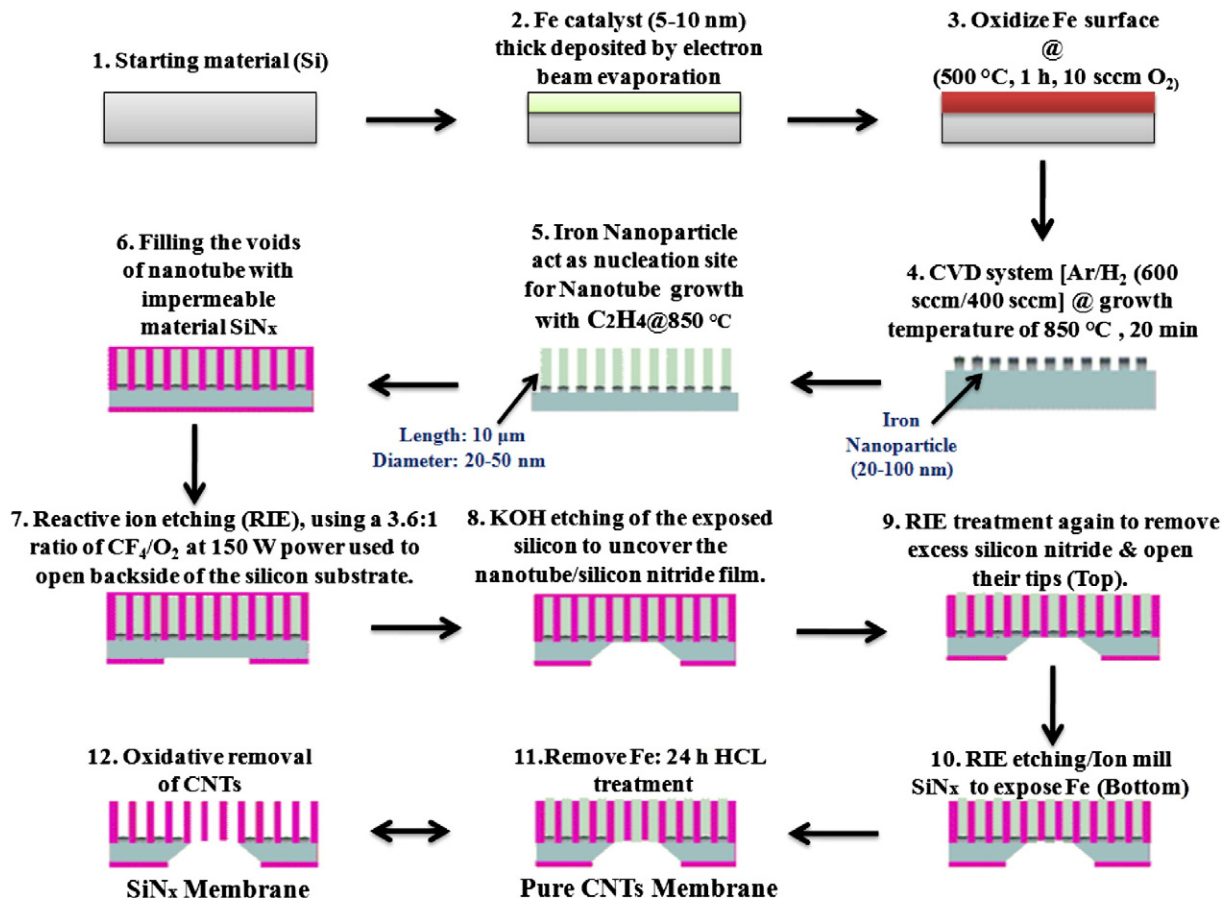 1. Starting material (Si)
2. Fe catalyst (5-10 nm)
thick deposited by electron
beam evaporation
3. Oxidize Fe surface
@
(500 °C, 1 h, 10 sccm O₂)
4. CVD system [Ar/H₂ (600
sccm/400 sccm] @ growth
temperature of 850 °C , 20 min
Iron
Nanoparticle
(20-100 nm)
5. Iron Nanoparticle
act as nucleation site
for Nanotube growth
with C2H4@850 °C
Length: 10 µm
Diameter: 20-50 nm
6. Filling the voids
of nanotube with
impermeable
material SiNx
7. Reactive ion etching (RIE), using a 3.6:1
ratio of CF₄/O₂ at 150 W power used to
open backside of the silicon substrate.
8. KOH etching of the exposed
silicon to uncover the
nanotube/silicon nitride film.
9. RIE treatment again to remove
excess silicon nitride & open
their tips (Top).
10. RIE etching/Ion mill
SiNx to expose Fe (Bottom)
11. Remove Fe: 24 h HCL
treatment
Pure CNTs Membrane
12. Oxidative removal
of CNTs
SiNx Membrane